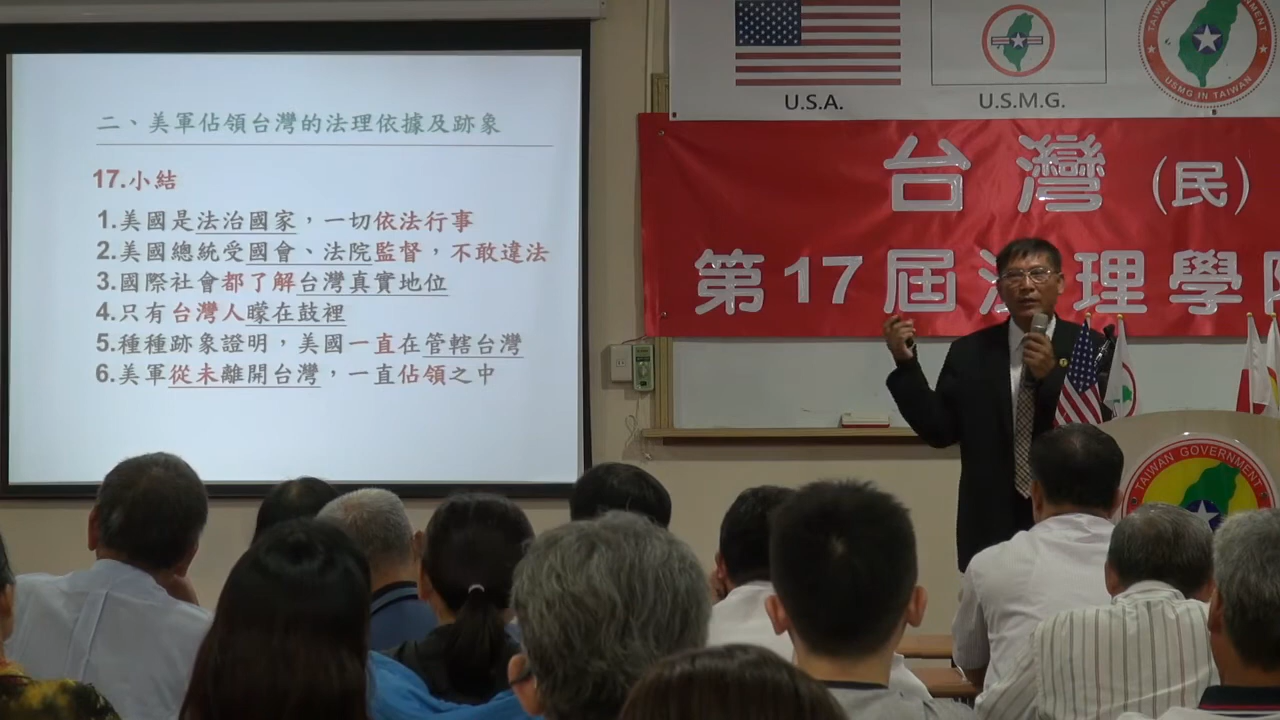 二、美軍佔領台灣的法理依據及跡象
17.小結
1.美國是法治國家，一切依法行事
2.美國總統受國會、法院監督，不敢違法
3.國際社會都了解台灣真實地位
4.只有台灣人矇在鼓裡
5.種種跡象證明，美國一直在管轄台灣
6.美軍從未離開台灣，一直佔領之中
U.S.A.
U.S.M.G.
USMG IN TAIWAN
台灣（民）
第17屆法理學院
TAIWAN GOVERNMENT